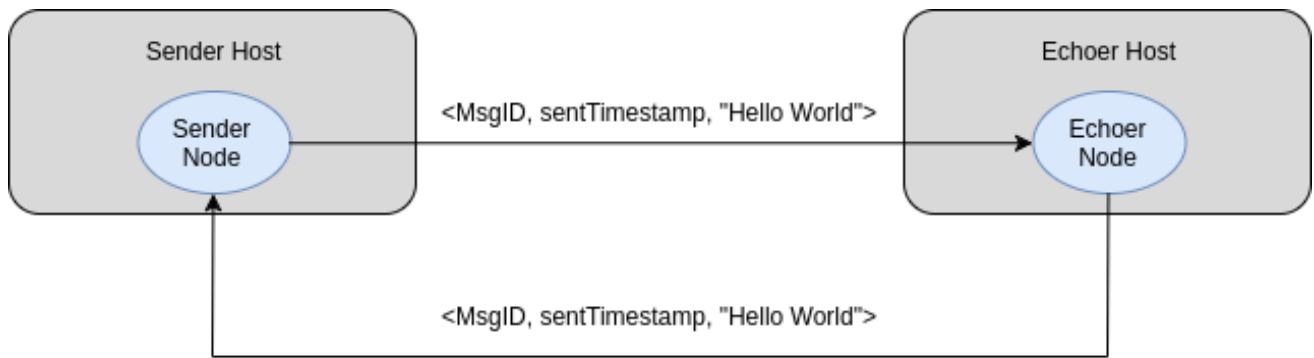 Sender Host
Echoer Host
<MsgID, sentTimestamp, "Hello World">
Sender
Node
Echoer
Node
<MsgID, sentTimestamp, "Hello World">